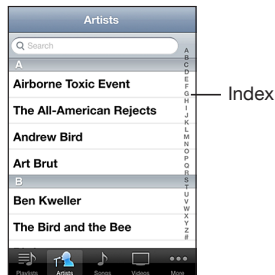 Artists
Search
A
Airborne Toxic Event
The All-American Rejects
Andrew Bird
Art Brut
B
Ben Kweller
The Bird and the Bee
A
B
C
D
E
F
G
H
I
J
K
L
M
N
O
P
Q
R
S
T
U
V
W
X
Y
Z
#
Index
Playlists Artists Songs Videos More